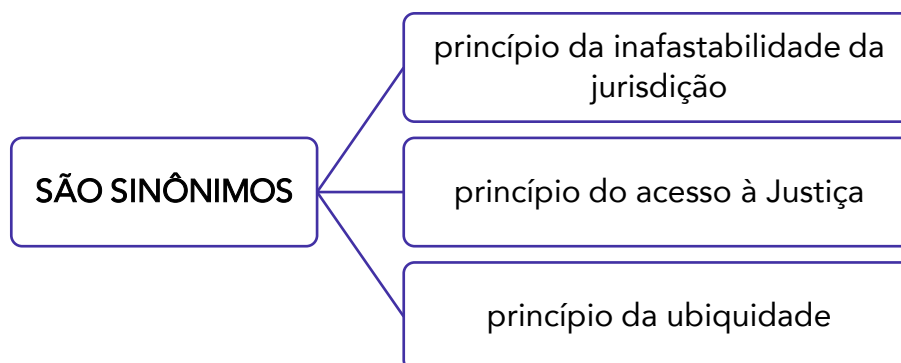 princípio da inafastabilidade da
jurisdição
SÃO SINÔNIMOS
princípio do acesso à Justiça
princípio da ubiquidade